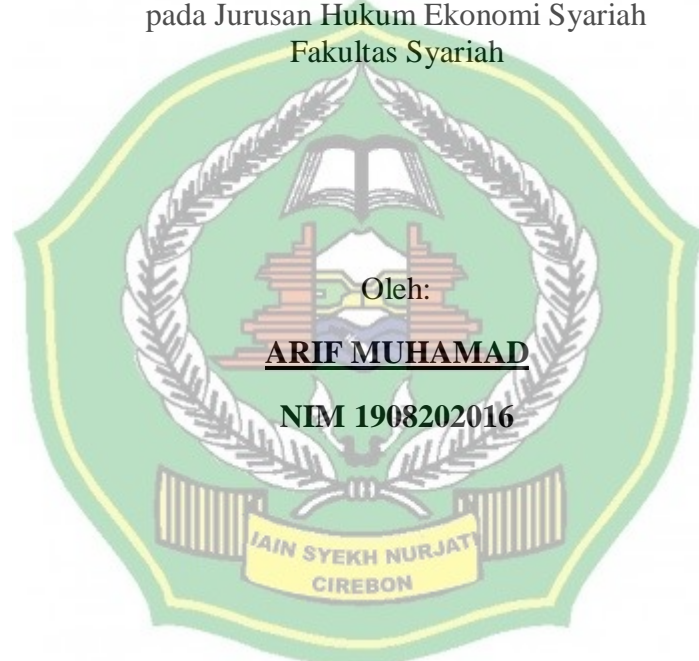 pada Jurusan Hukum Ekonomi Syariah
Fakultas Syariah
Oleh:
ARIF MUHAMAD
NIM 1908202016
IAIN SYEKH NURJATI
CIREBON